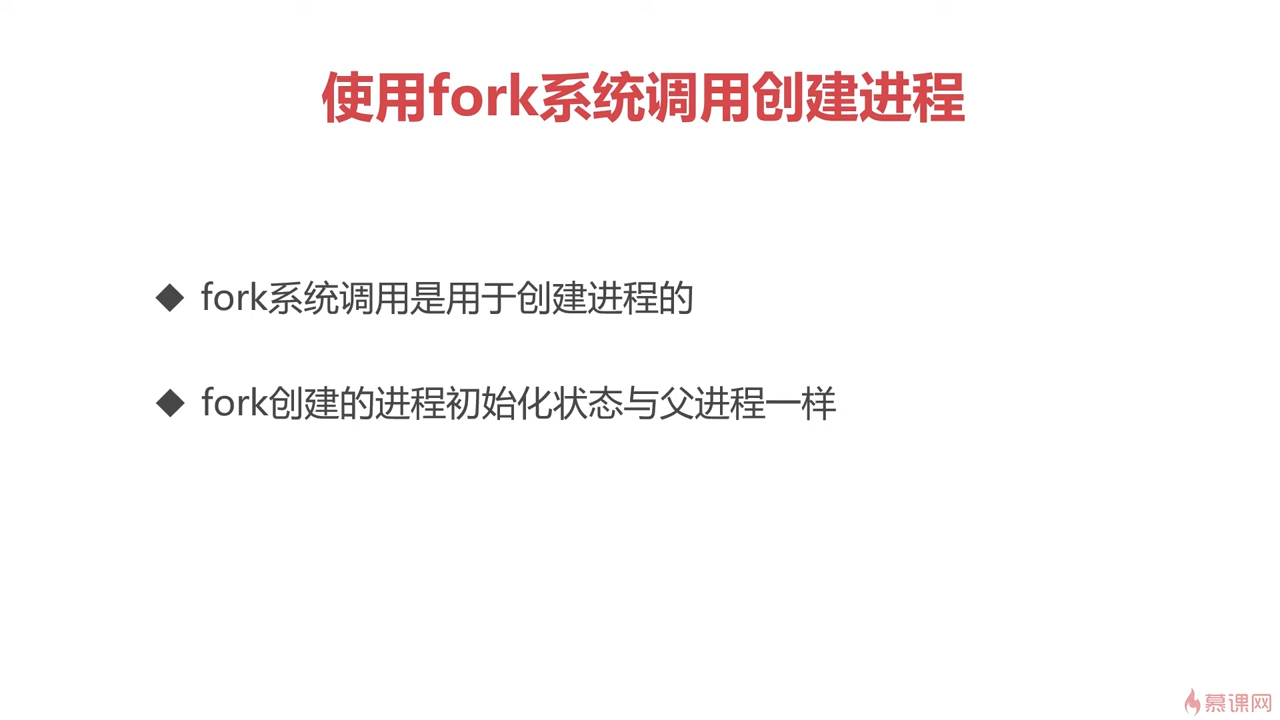 使用fork系统调用创建进程
◆ fork系统调用是用于创建进程的
◆ fork创建的进程初始化状态与父进程一样
慕课网